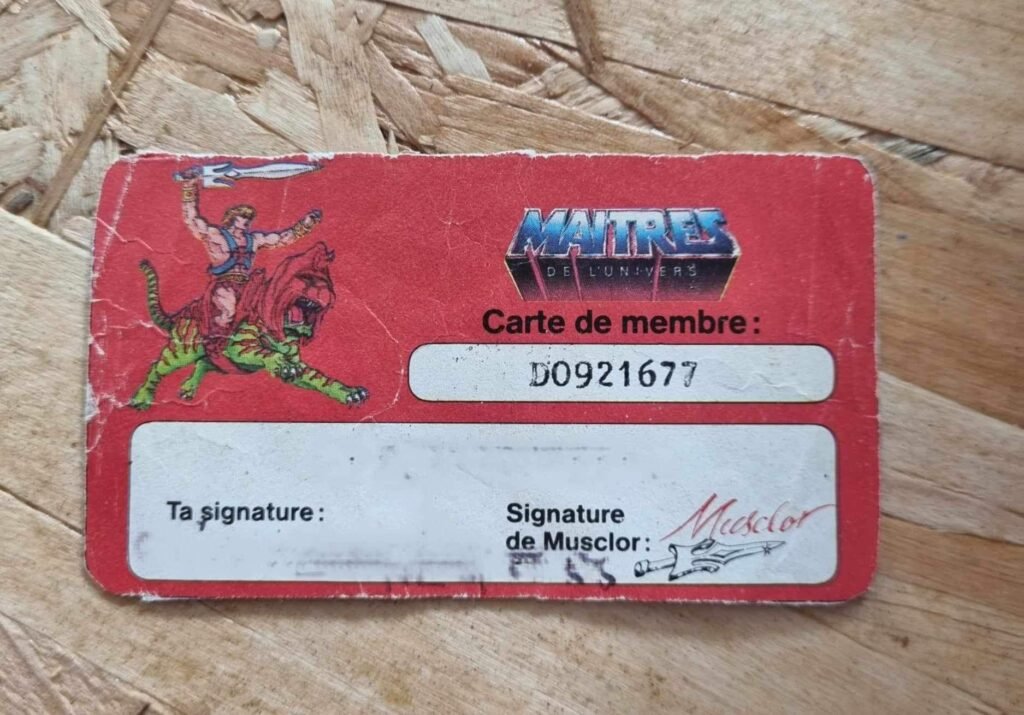 MAITRES
DE L'UNIVERS
Carte de membre :
D0921677
Ta signature :
Signature
de Musclor :
Musclor